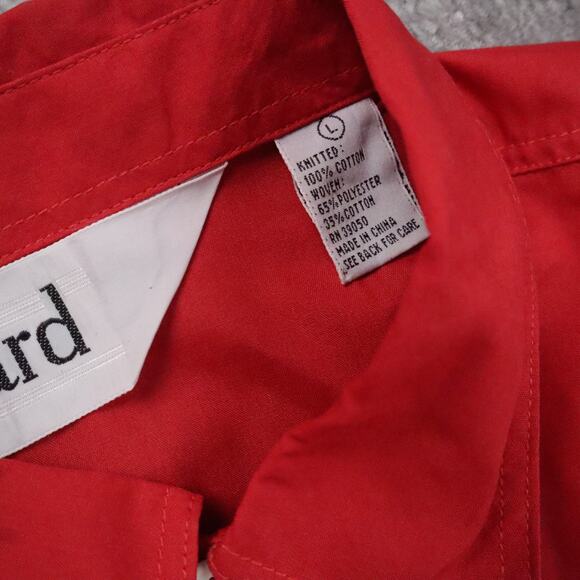 L
KNITTED:
100% COTTON
WOVEN:
65% POLYESTER
35% COTTON
RN 39050
MADE IN CHINA
SEE BACK FOR CARE
ard